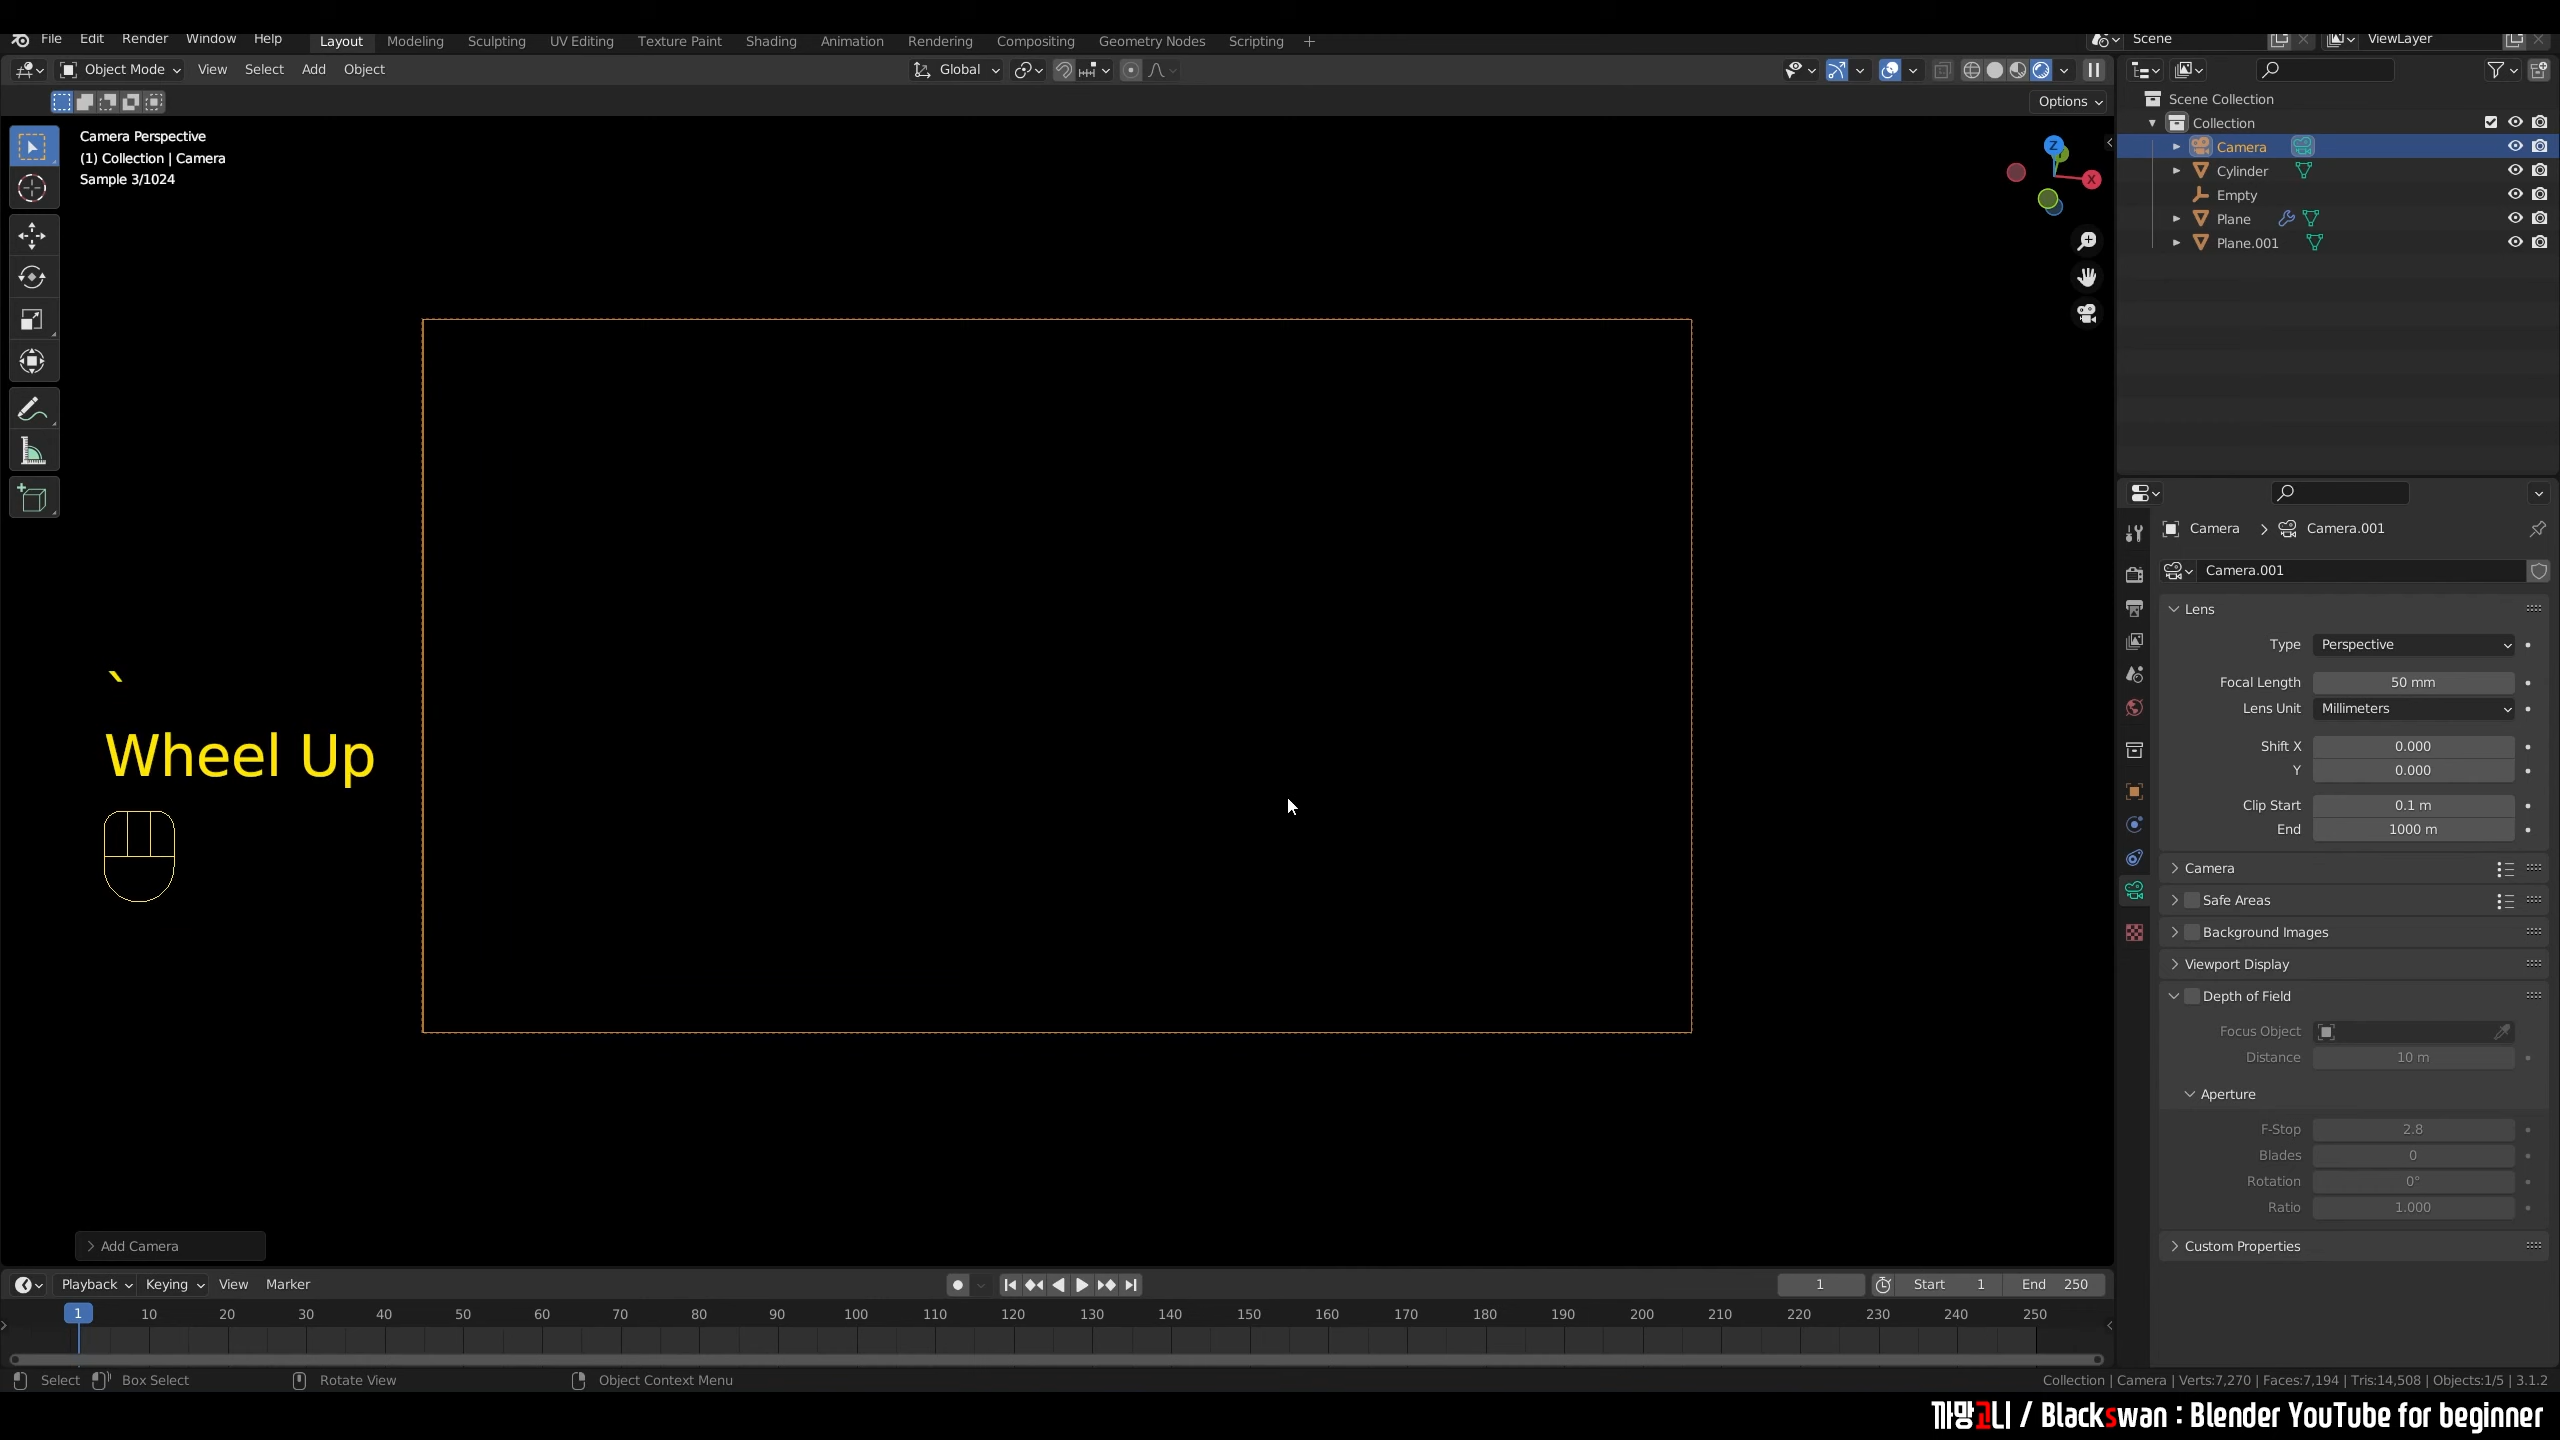 File Edit Render Window Help Layout Modeling Sculpting UV Editing Texture Paint Shading Animation Rendering Compositing Geometry Nodes Scripting + Scene ViewLayer
Object Mode View Select Add Object Global
Options
Camera Perspective
(1) Collection | Camera
Sample 3/1024
Z
X
Scene Collection
Collection
Camera
Cylinder
Empty
Plane
Plane.001
`
Wheel Up
Add Camera
Camera > Camera.001
Camera.001
Lens
Type Perspective
Focal Length 50 mm
Lens Unit Millimeters
Shift X 0.000
Y 0.000
Clip Start 0.1 m
End 1000 m
Camera
Safe Areas
Background Images
Viewport Display
Depth of Field
Focus Object
Distance 10 m
Aperture
F-Stop 2.8
Blades 0
Rotation 0°
Ratio 1.000
Custom Properties
Playback Keying View Marker 1 Start 1 End 250
1 10 20 30 40 50 60 70 80 90 100 110 120 130 140 150 160 170 180 190 200 210 220 230 240 250
Select Box Select Rotate View Object Context Menu Collection | Camera | Verts:7,270 | Faces:7,194 | Tris:14,508 | Objects:1/5 | 3.1.2
까망고니 / Blackswan : Blender YouTube for beginner